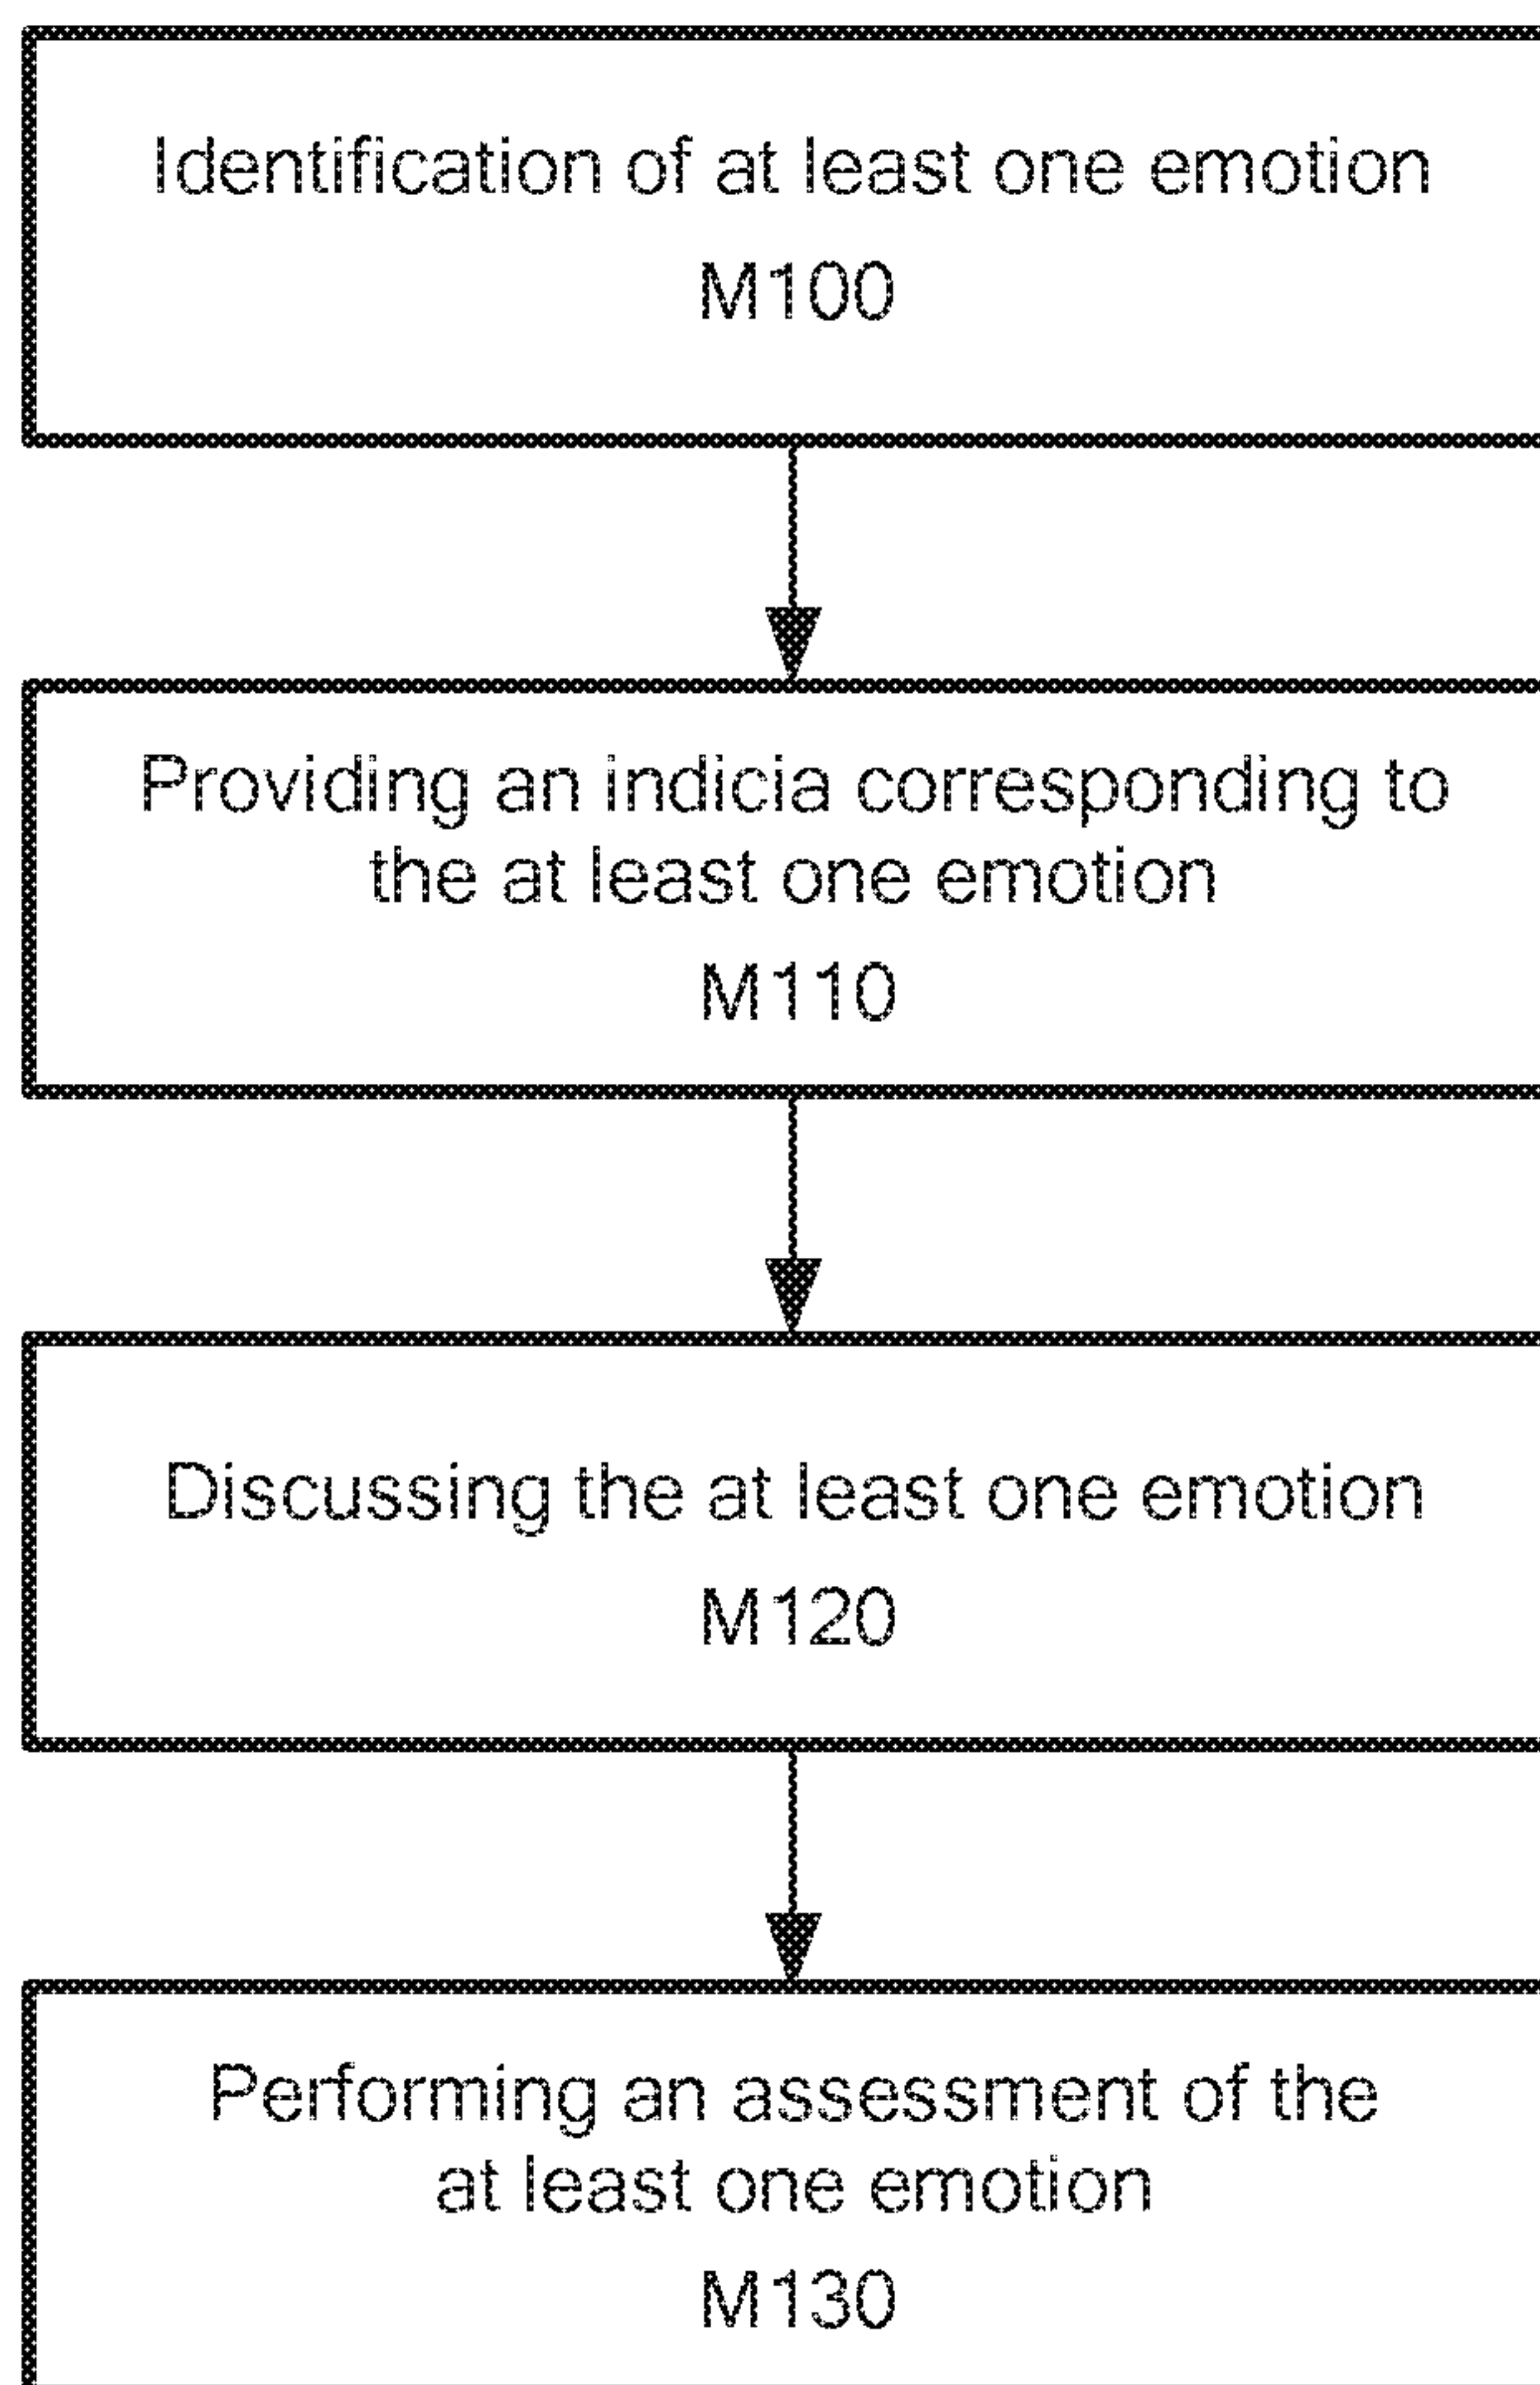 Identification of at least one emotion
M100
Providing an indicia corresponding to
the at least one emotion
M110
Discussing the at least one emotion
M120
Performing an assessment of the
at least one emotion
M130